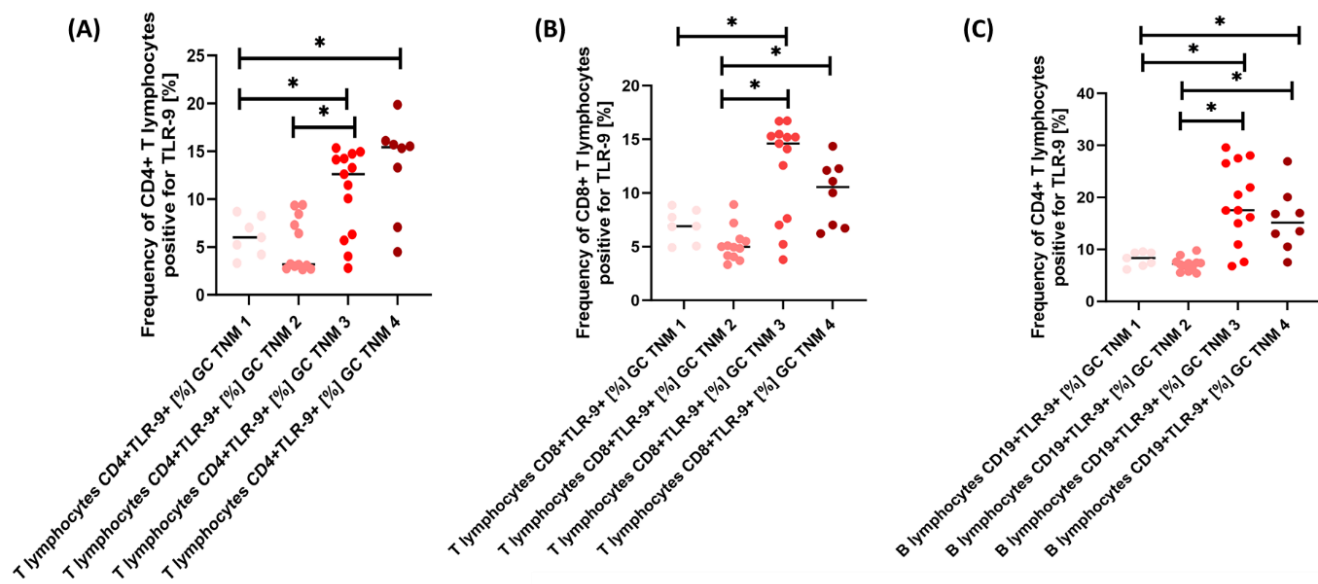 (A)
Frequency of CD4+ T lymphocytes
positive for TLR-9 [%]
25
20
15
10
5
0
*
*
*
T lymphocytes CD4+TLR-9+ [%] GC TNM 1
T lymphocytes CD4+TLR-9+ [%] GC TNM 2
T lymphocytes CD4+TLR-9+ [%] GC TNM 3
T lymphocytes CD4+TLR-9+ [%] GC TNM 4
(B)
Frequency of CD8+ T lymphocytes
positive for TLR-9 [%]
20
15
10
5
0
*
*
*
T lymphocytes CD8+TLR-9+ [%] GC TNM 1
T lymphocytes CD8+TLR-9+ [%] GC TNM 2
T lymphocytes CD8+TLR-9+ [%] GC TNM 3
T lymphocytes CD8+TLR-9+ [%] GC TNM 4
(C)
Frequency of CD4+ T lymphocytes
positive for TLR-9 [%]
40
30
20
10
0
*
*
*
*
B lymphocytes CD19+TLR-9+ [%] GC TNM 1
B lymphocytes CD19+TLR-9+ [%] GC TNM 2
B lymphocytes CD19+TLR-9+ [%] GC TNM 3
B lymphocytes CD19+TLR-9+ [%] GC TNM 4